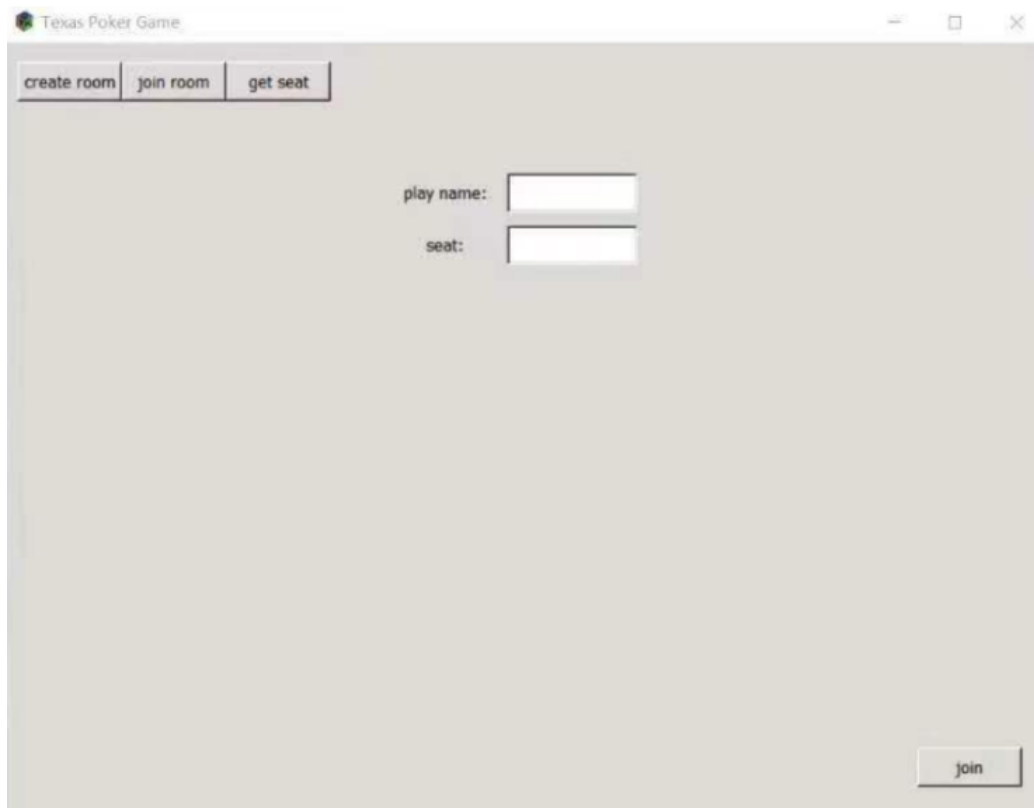 Texas Poker Game
create room join room get seat
play name:
seat:
join